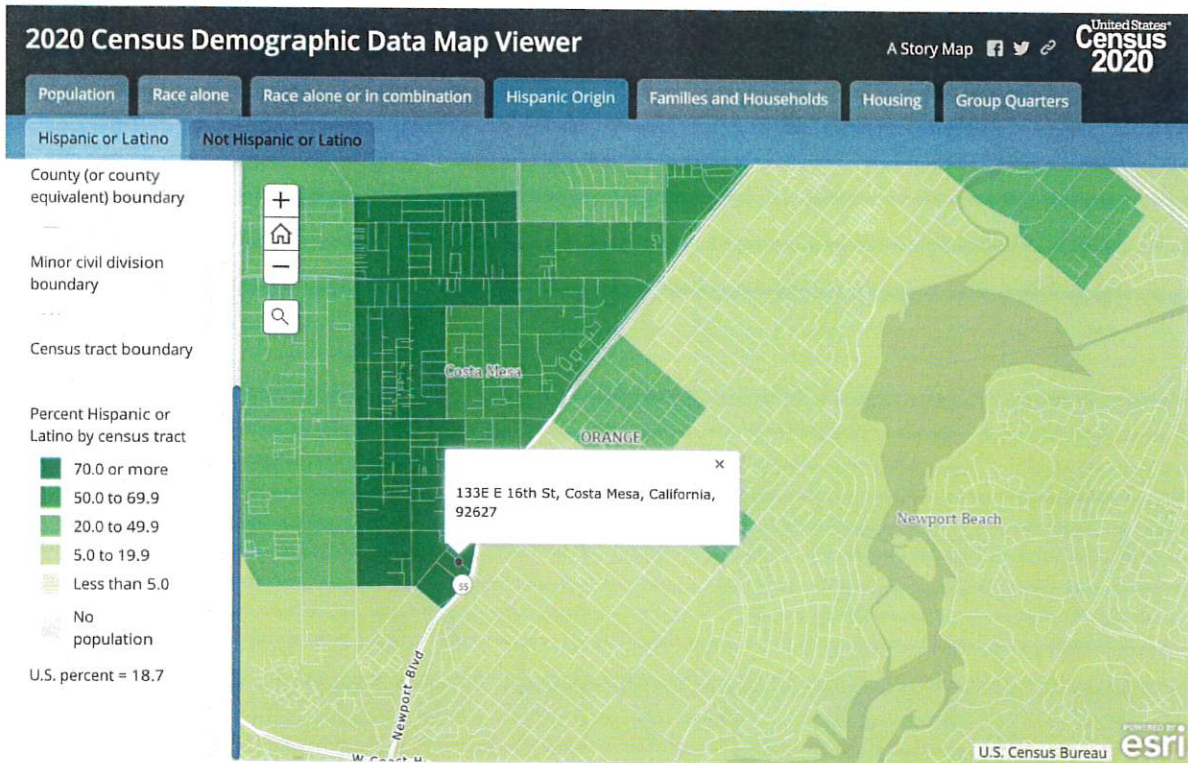 2020 Census Demographic Data Map Viewer
A Story Map
United States®
Census
2020
Population
Race alone
Race alone or in combination
Hispanic Origin
Families and Households
Housing
Group Quarters
Hispanic or Latino
Not Hispanic or Latino
County (or county
equivalent) boundary
Minor civil division
boundary
Census tract boundary
Percent Hispanic or
Latino by census tract
70.0 or more
50.0 to 69.9
20.0 to 49.9
5.0 to 19.9
Less than 5.0
No
population
U.S. percent = 18.7
+
−
Costa Mesa
ORANGE
×
133E E 16th St, Costa Mesa, California,
92627
Newport Beach
55
Newport Blvd
W Coast H
U.S. Census Bureau
POWERED BY
esri